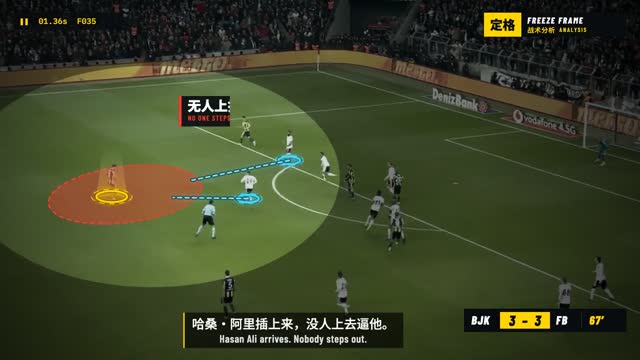 01.36s F035
定格 FREEZE FRAME
战术分析 ANALYSIS
DenizBank
vodafone 4.5G
无人上
NO ONE STEPS
哈桑·阿里插上来，没人上去逼他。
Hasan Ali arrives. Nobody steps out.
BJK 3 - 3 FB 67'